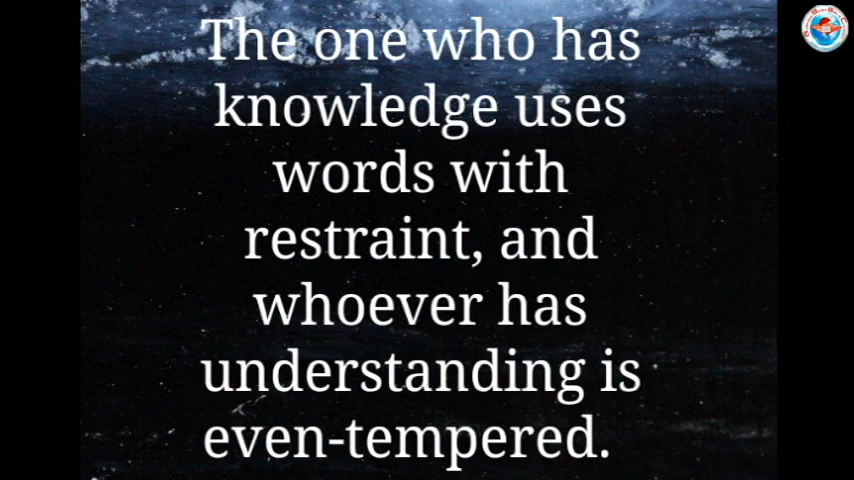 The one who has
knowledge uses
words with
restraint, and
whoever has
understanding is
even-tempered.